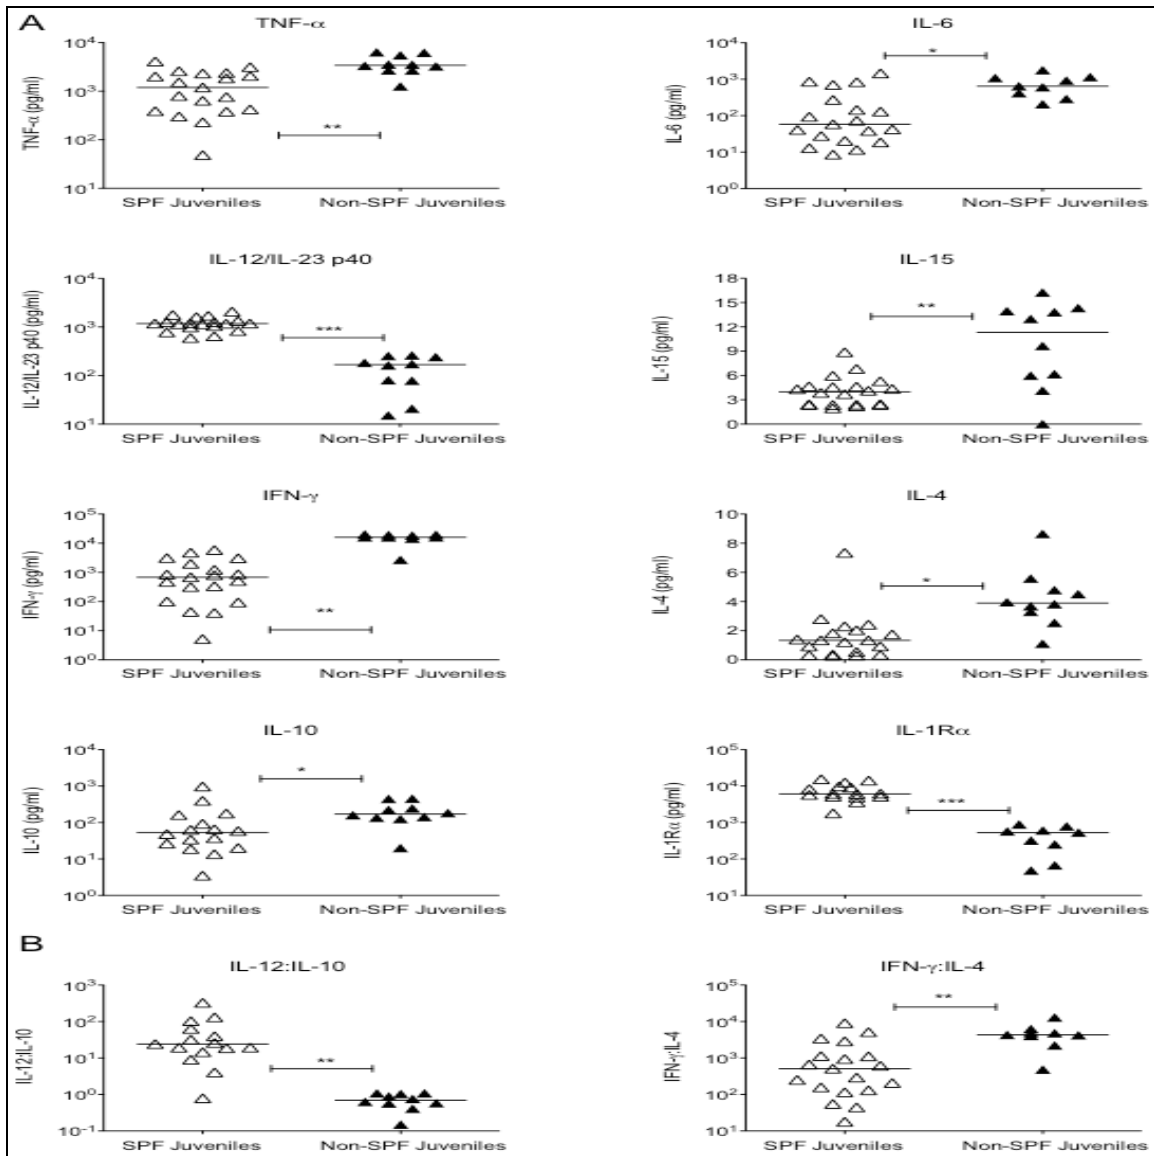 A
TNF-α
TNF-α (pg/ml)
10⁴
10³
10²
10¹
**
SPF Juveniles
Non-SPF Juveniles
IL-6
IL-6 (pg/ml)
10⁴
10³
10²
10¹
10⁰
*
SPF Juveniles
Non-SPF Juveniles
IL-12/IL-23 p40
IL-12/IL-23 p40 (pg/ml)
10⁴
10³
10²
10¹
***
SPF Juveniles
Non-SPF Juveniles
IL-15
IL-15 (pg/ml)
18
15
12
9
6
3
0
**
SPF Juveniles
Non-SPF Juveniles
IFN-γ
IFN-γ (pg/ml)
10⁵
10⁴
10³
10²
10¹
10⁰
**
SPF Juveniles
Non-SPF Juveniles
IL-4
IL-4 (pg/ml)
10
8
6
4
2
0
*
SPF Juveniles
Non-SPF Juveniles
IL-10
IL-10 (pg/ml)
10⁴
10³
10²
10¹
10⁰
*
SPF Juveniles
Non-SPF Juveniles
IL-1Rα
IL-1Rα (pg/ml)
10⁵
10⁴
10³
10²
10¹
***
SPF Juveniles
Non-SPF Juveniles
B
IL-12:IL-10
IL-12:IL-10
10³
10²
10¹
10⁰
10⁻¹
**
SPF Juveniles
Non-SPF Juveniles
IFN-γ:IL-4
IFN-γ:IL-4
10⁵
10⁴
10³
10²
10¹
**
SPF Juveniles
Non-SPF Juveniles